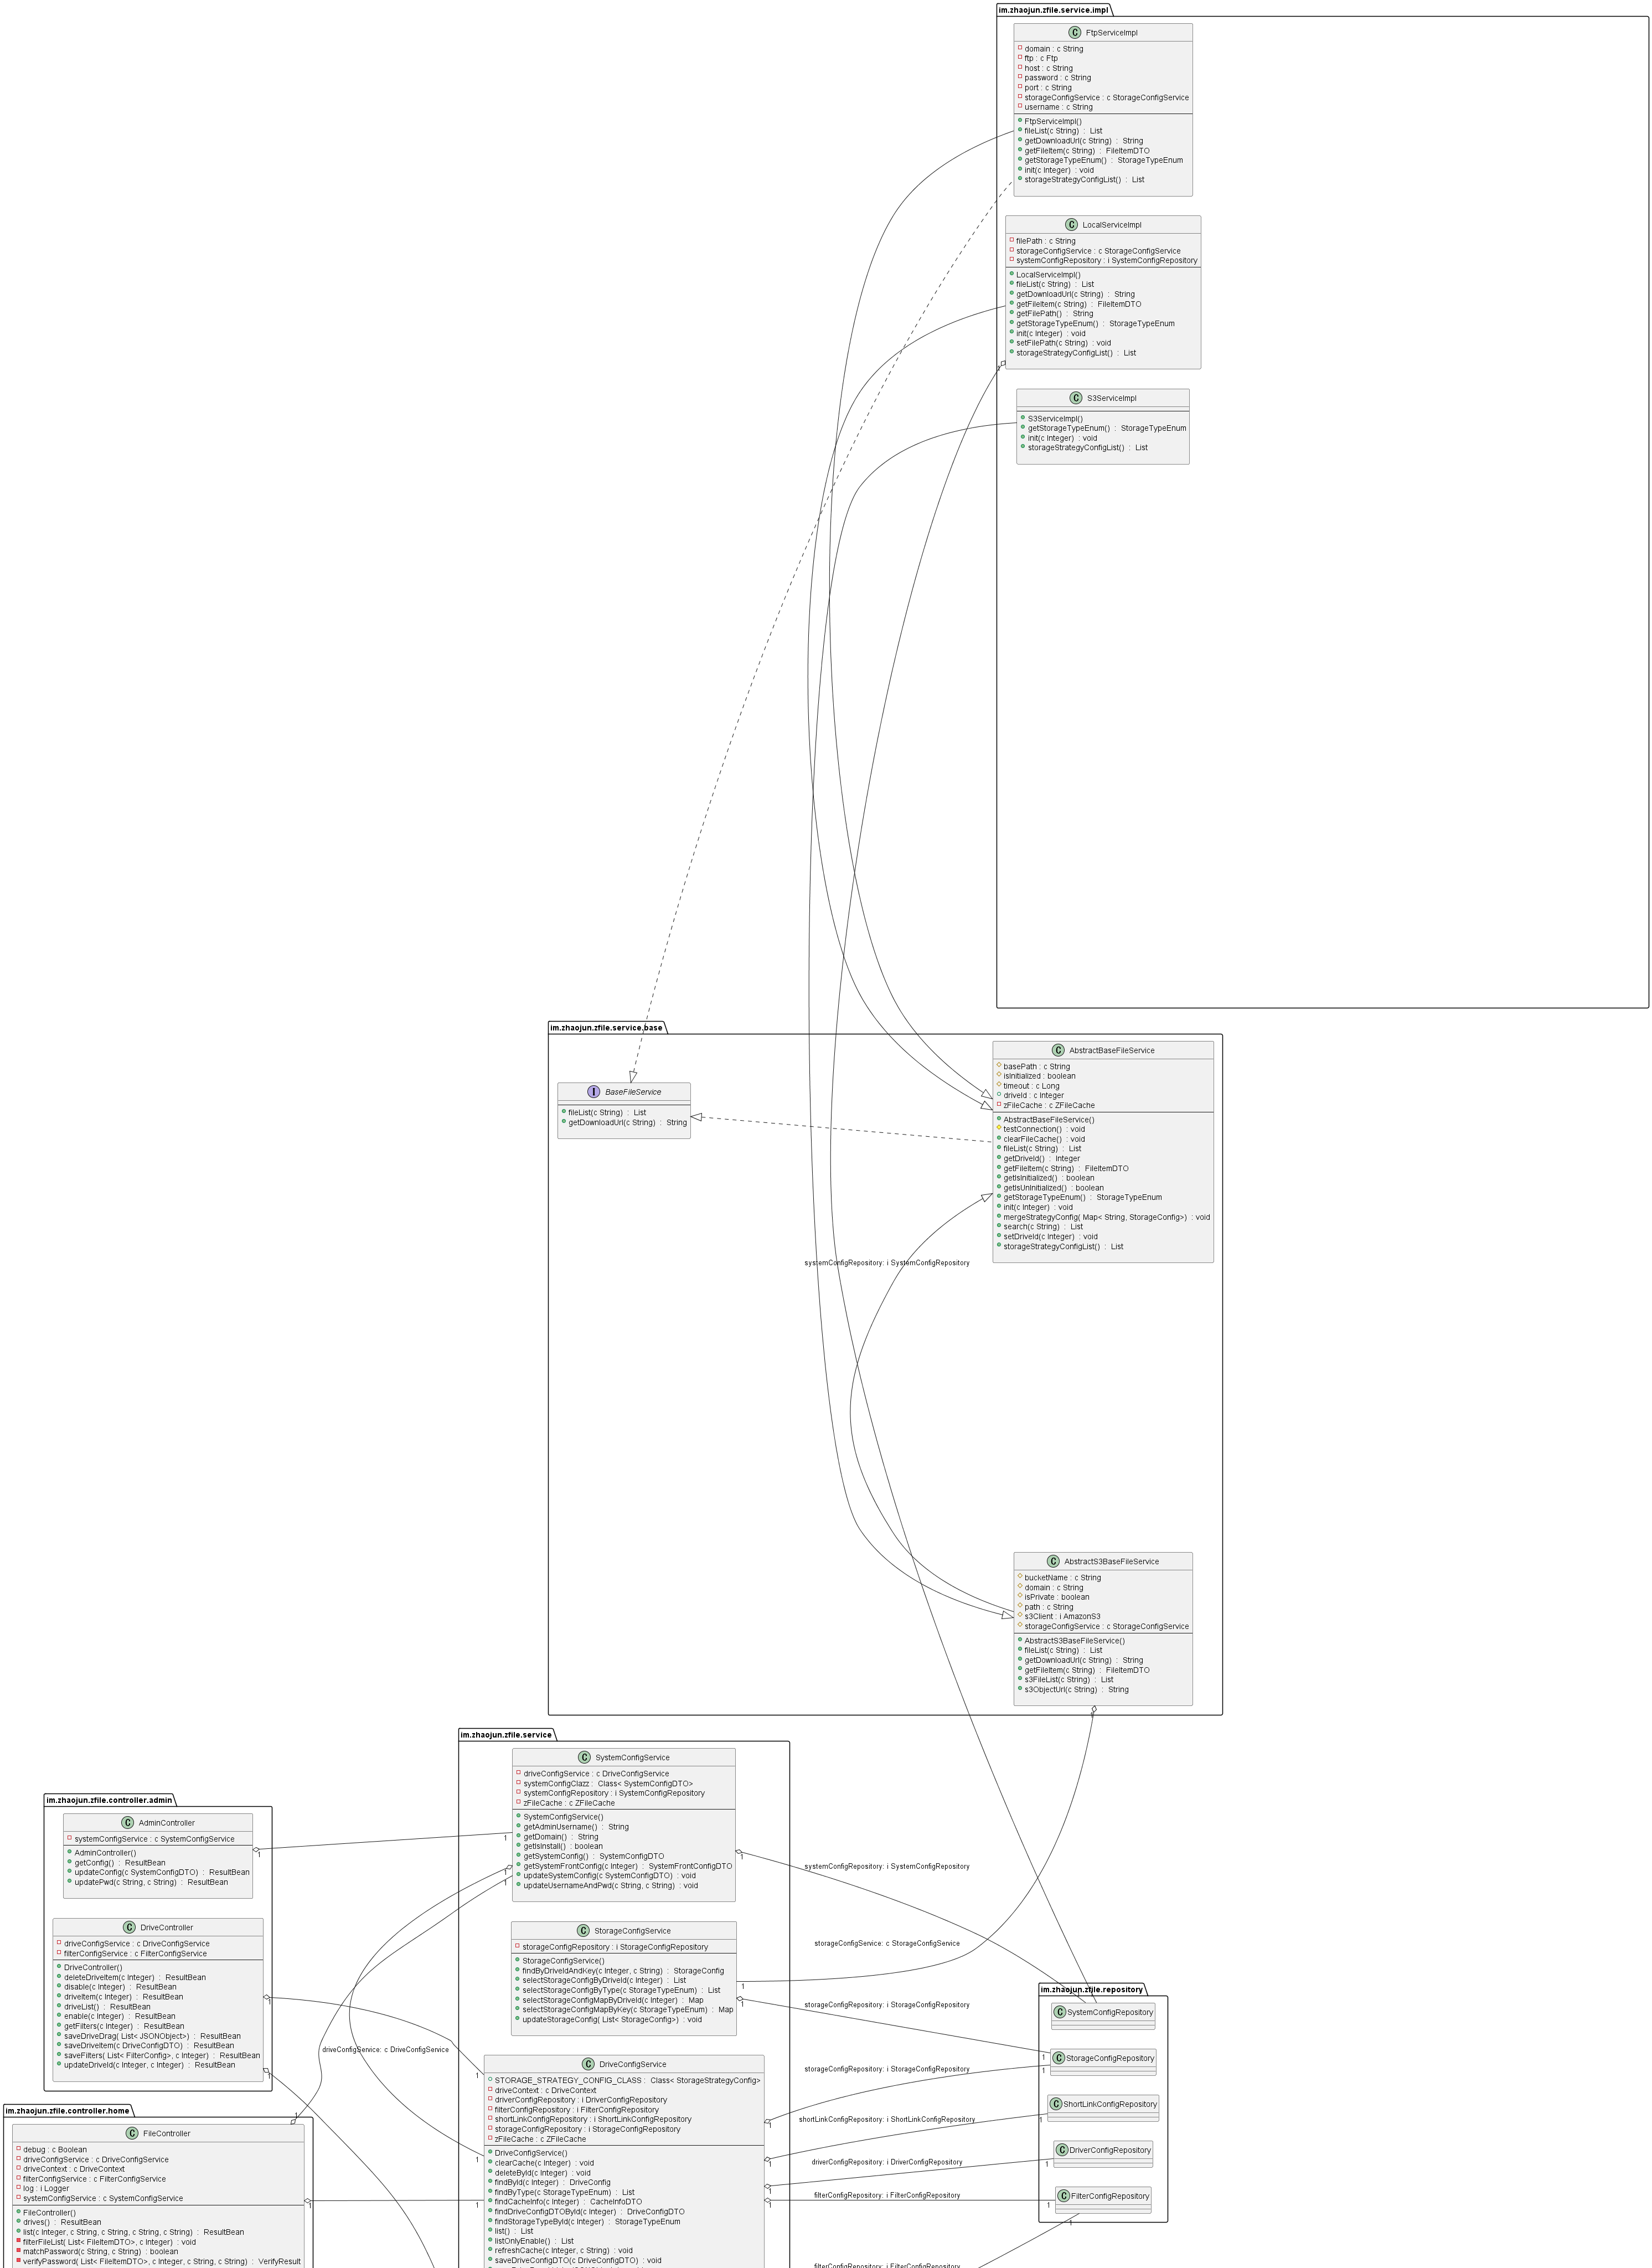 im.zhaojun.zfile.service.impl
C FtpServiceImpl
domain : c String
ftp : c Ftp
host : c String
password : c String
port : c String
storageConfigService : c StorageConfigService
username : c String
FtpServiceImpl()
fileList(c String) : List
getDownloadUrl(c String) : String
getFileItem(c String) : FileItemDTO
getStorageTypeEnum() : StorageTypeEnum
init(c Integer) : void
storageStrategyConfigList() : List
C LocalServiceImpl
filePath : c String
storageConfigService : c StorageConfigService
systemConfigRepository : i SystemConfigRepository
LocalServiceImpl()
fileList(c String) : List
getDownloadUrl(c String) : String
getFileItem(c String) : FileItemDTO
getFilePath() : String
getStorageTypeEnum() : StorageTypeEnum
init(c Integer) : void
setFilePath(c String) : void
storageStrategyConfigList() : List
C S3ServiceImpl
S3ServiceImpl()
getStorageTypeEnum() : StorageTypeEnum
init(c Integer) : void
storageStrategyConfigList() : List
im.zhaojun.zfile.service.base
I BaseFileService
fileList(c String) : List
getDownloadUrl(c String) : String
C AbstractBaseFileService
basePath : c String
isInitialized : boolean
timeout : c Long
driveId : c Integer
zFileCache : c ZFileCache
AbstractBaseFileService()
testConnection() : void
clearFileCache() : void
fileList(c String) : List
getDriveId() : Integer
getFileItem(c String) : FileItemDTO
getIsInitialized() : boolean
getIsUnInitialized() : boolean
getStorageTypeEnum() : StorageTypeEnum
init(c Integer) : void
mergeStrategyConfig( Map< String, StorageConfig>) : void
search(c String) : List
setDriveId(c Integer) : void
storageStrategyConfigList() : List
systemConfigRepository: i SystemConfigRepository
C AbstractS3BaseFileService
bucketName : c String
domain : c String
isPrivate : boolean
path : c String
s3Client : i AmazonS3
storageConfigService : c StorageConfigService
AbstractS3BaseFileService()
fileList(c String) : List
getDownloadUrl(c String) : String
getFileItem(c String) : FileItemDTO
s3FileList(c String) : List
s3ObjectUrl(c String) : String
im.zhaojun.zfile.service
C SystemConfigService
driveConfigService : c DriveConfigService
systemConfigClazz : Class< SystemConfigDTO>
systemConfigRepository : i SystemConfigRepository
zFileCache : c ZFileCache
SystemConfigService()
getAdminUsername() : String
getDomain() : String
getIsInstall() : boolean
getSystemConfig() : SystemConfigDTO
getSystemFrontConfig(c Integer) : SystemFrontConfigDTO
updateSystemConfig(c SystemConfigDTO) : void
updateUsernameAndPwd(c String, c String) : void
im.zhaojun.zfile.controller.admin
C AdminController
systemConfigService : c SystemConfigService
AdminController()
getConfig() : ResultBean
updateConfig(c SystemConfigDTO) : ResultBean
updatePwd(c String, c String) : ResultBean
1
1
1
1
1
systemConfigRepository: i SystemConfigRepository
C StorageConfigService
storageConfigRepository : i StorageConfigRepository
StorageConfigService()
findByDriveIdAndKey(c Integer, c String) : StorageConfig
selectStorageConfigByDriveId(c Integer) : List
selectStorageConfigByType(c StorageTypeEnum) : List
selectStorageConfigMapByDriveId(c Integer) : Map
selectStorageConfigMapByKey(c StorageTypeEnum) : Map
updateStorageConfig( List< StorageConfig>) : void
C DriveController
driveConfigService : c DriveConfigService
filterConfigService : c FilterConfigService
DriveController()
deleteDriveItem(c Integer) : ResultBean
disable(c Integer) : ResultBean
driveItem(c Integer) : ResultBean
driveList() : ResultBean
enable(c Integer) : ResultBean
getFilters(c Integer) : ResultBean
saveDriveDrag( List< JSONObject>) : ResultBean
saveDriveItem(c DriveConfigDTO) : ResultBean
saveFilters( List< FilterConfig>, c Integer) : ResultBean
updateDriveId(c Integer, c Integer) : ResultBean
1
1
1
1
storageConfigService: c StorageConfigService
storageConfigRepository: i StorageConfigRepository
im.zhaojun.zfile.repository
C SystemConfigRepository
1
C StorageConfigRepository
1
C ShortLinkConfigRepository
1
C DriverConfigRepository
1
C FilterConfigRepository
1
1
driveConfigService: c DriveConfigService
storageConfigRepository: i StorageConfigRepository
shortLinkConfigRepository: i ShortLinkConfigRepository
driverConfigRepository: i DriverConfigRepository
filterConfigRepository: i FilterConfigRepository
filterConfigRepository: i FilterConfigRepository
C DriveConfigService
STORAGE_STRATEGY_CONFIG_CLASS : Class< StorageStrategyConfig>
driveContext : c DriveContext
driverConfigRepository : i DriverConfigRepository
filterConfigRepository : i FilterConfigRepository
shortLinkConfigRepository : i ShortLinkConfigRepository
storageConfigRepository : i StorageConfigRepository
zFileCache : c ZFileCache
DriveConfigService()
clearCache(c Integer) : void
deleteById(c Integer) : void
findById(c Integer) : DriveConfig
findByType(c StorageTypeEnum) : List
findCacheInfo(c Integer) : CacheInfoDTO
findDriveConfigDTOById(c Integer) : DriveConfigDTO
findStorageTypeById(c Integer) : StorageTypeEnum
list() : List
listOnlyEnable() : List
refreshCache(c Integer, c String) : void
saveDriveConfigDTO(c DriveConfigDTO) : void
1
1
1
1
1
1
im.zhaojun.zfile.controller.home
1
C FileController
debug : c Boolean
driveConfigService : c DriveConfigService
driveContext : c DriveContext
filterConfigService : c FilterConfigService
log : i Logger
systemConfigService : c SystemConfigService
FileController()
drives() : ResultBean
list(c Integer, c String, c String, c String, c String) : ResultBean
filterFileList( List< FileItemDTO>, c Integer) : void
matchPassword(c String, c String) : boolean
verifyPassword( List< FileItemDTO>, c Integer, c String, c String) : VerifyResult
1
1